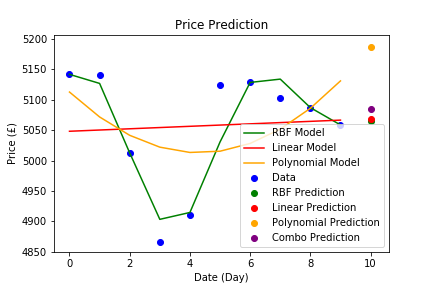 Price Prediction
5200
5150
5100
5050
5000
4950
4900
4850
Price (£)
RBF Model
Linear Model
Polynomial Model
Data
RBF Prediction
Linear Prediction
Polynomial Prediction
Combo Prediction
0 2 4 6 8 10
Date (Day)